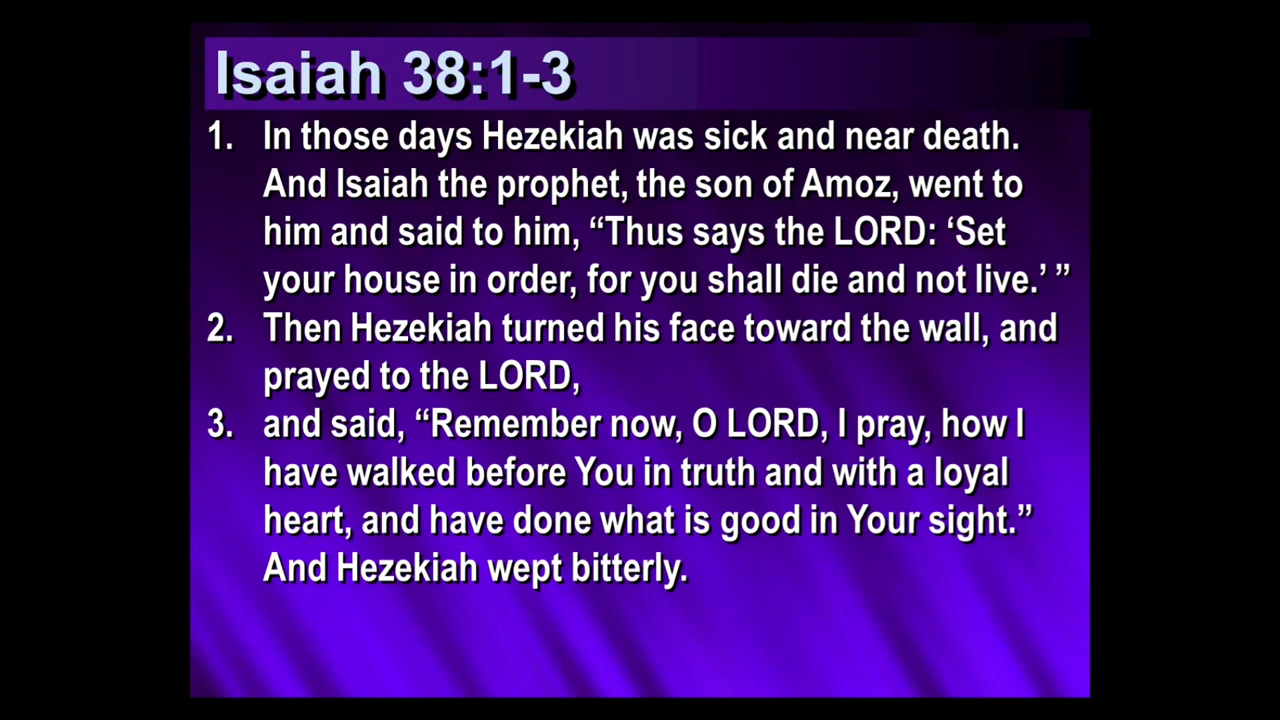 Isaiah 38:1-3
1. In those days Hezekiah was sick and near death.
And Isaiah the prophet, the son of Amoz, went to
him and said to him, “Thus says the LORD: ‘Set
your house in order, for you shall die and not live.’ ”
2. Then Hezekiah turned his face toward the wall, and
prayed to the LORD,
3. and said, “Remember now, O LORD, I pray, how I
have walked before You in truth and with a loyal
heart, and have done what is good in Your sight.”
And Hezekiah wept bitterly.